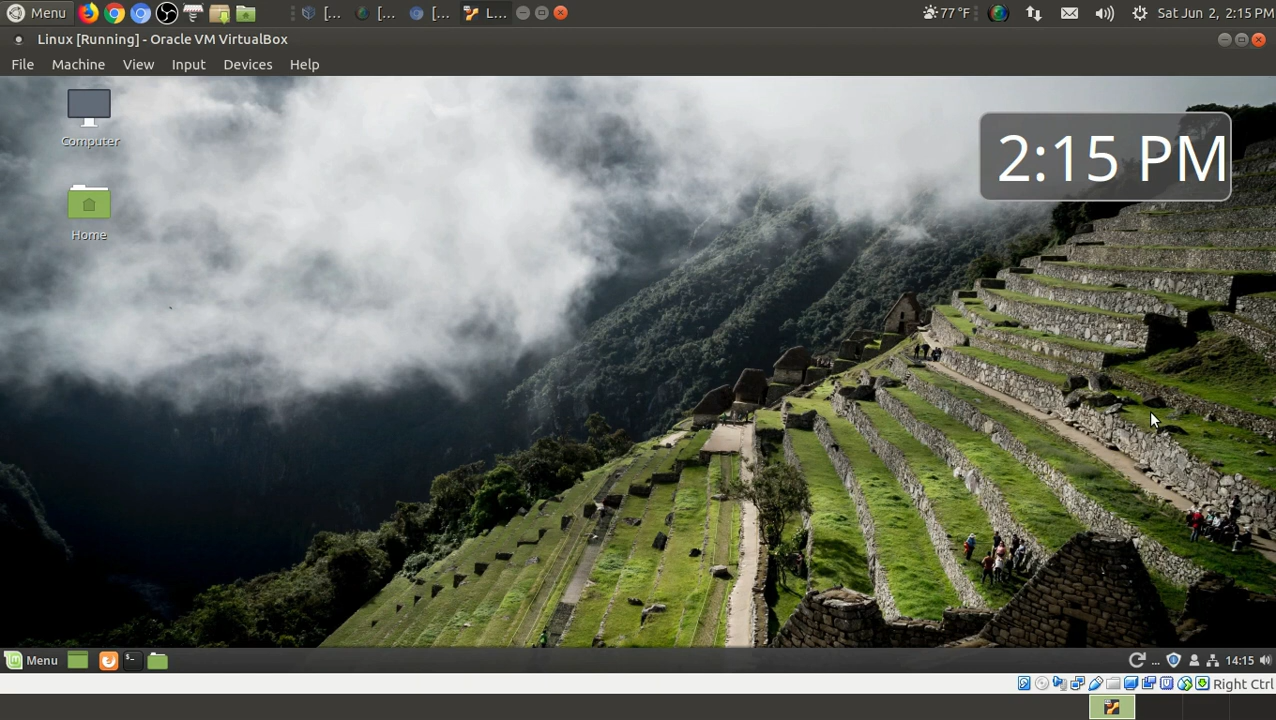 Menu [... [... [... L... 77 °F Sat Jun 2, 2:15 PM
Linux [Running] - Oracle VM VirtualBox
File Machine View Input Devices Help
Computer
2:15 PM
Home
Menu ... 14:15
Right Ctrl